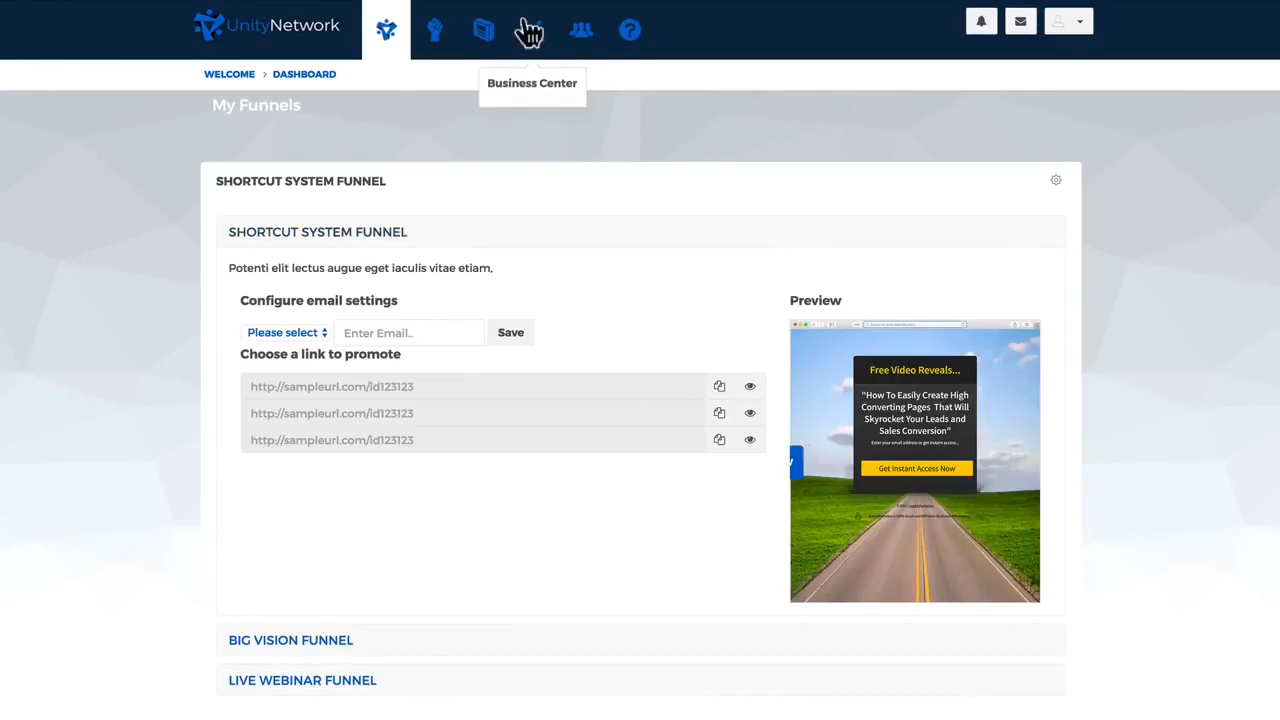 UnityNetwork
Business Center
WELCOME > DASHBOARD
My Funnels
SHORTCUT SYSTEM FUNNEL
SHORTCUT SYSTEM FUNNEL
Potenti elit lectus augue eget iaculis vitae etiam,
Configure email settings
Please select
Enter Email..
Save
Choose a link to promote
http://sampleurl.com/id123123
http://sampleurl.com/id123123
http://sampleurl.com/id123123
Preview
Free Video Reveals...
"How To Easily Create High
Converting Pages That Will
Skyrocket Your Leads and
Sales Conversion"
Enter your email address to get instant access...
Get Instant Access Now
BIG VISION FUNNEL
LIVE WEBINAR FUNNEL